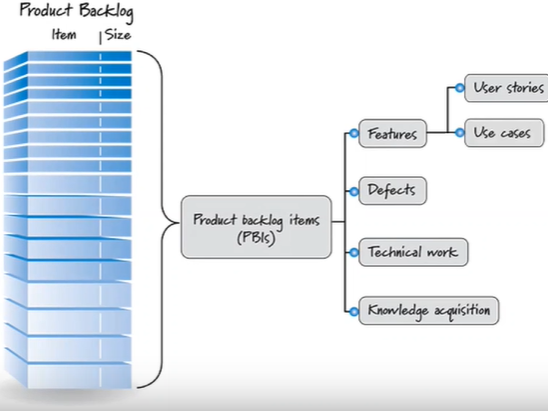 Product Backlog
Item | Size
Product backlog items
(PBIs)
Features
User stories
Use cases
Defects
Technical work
Knowledge acquisition